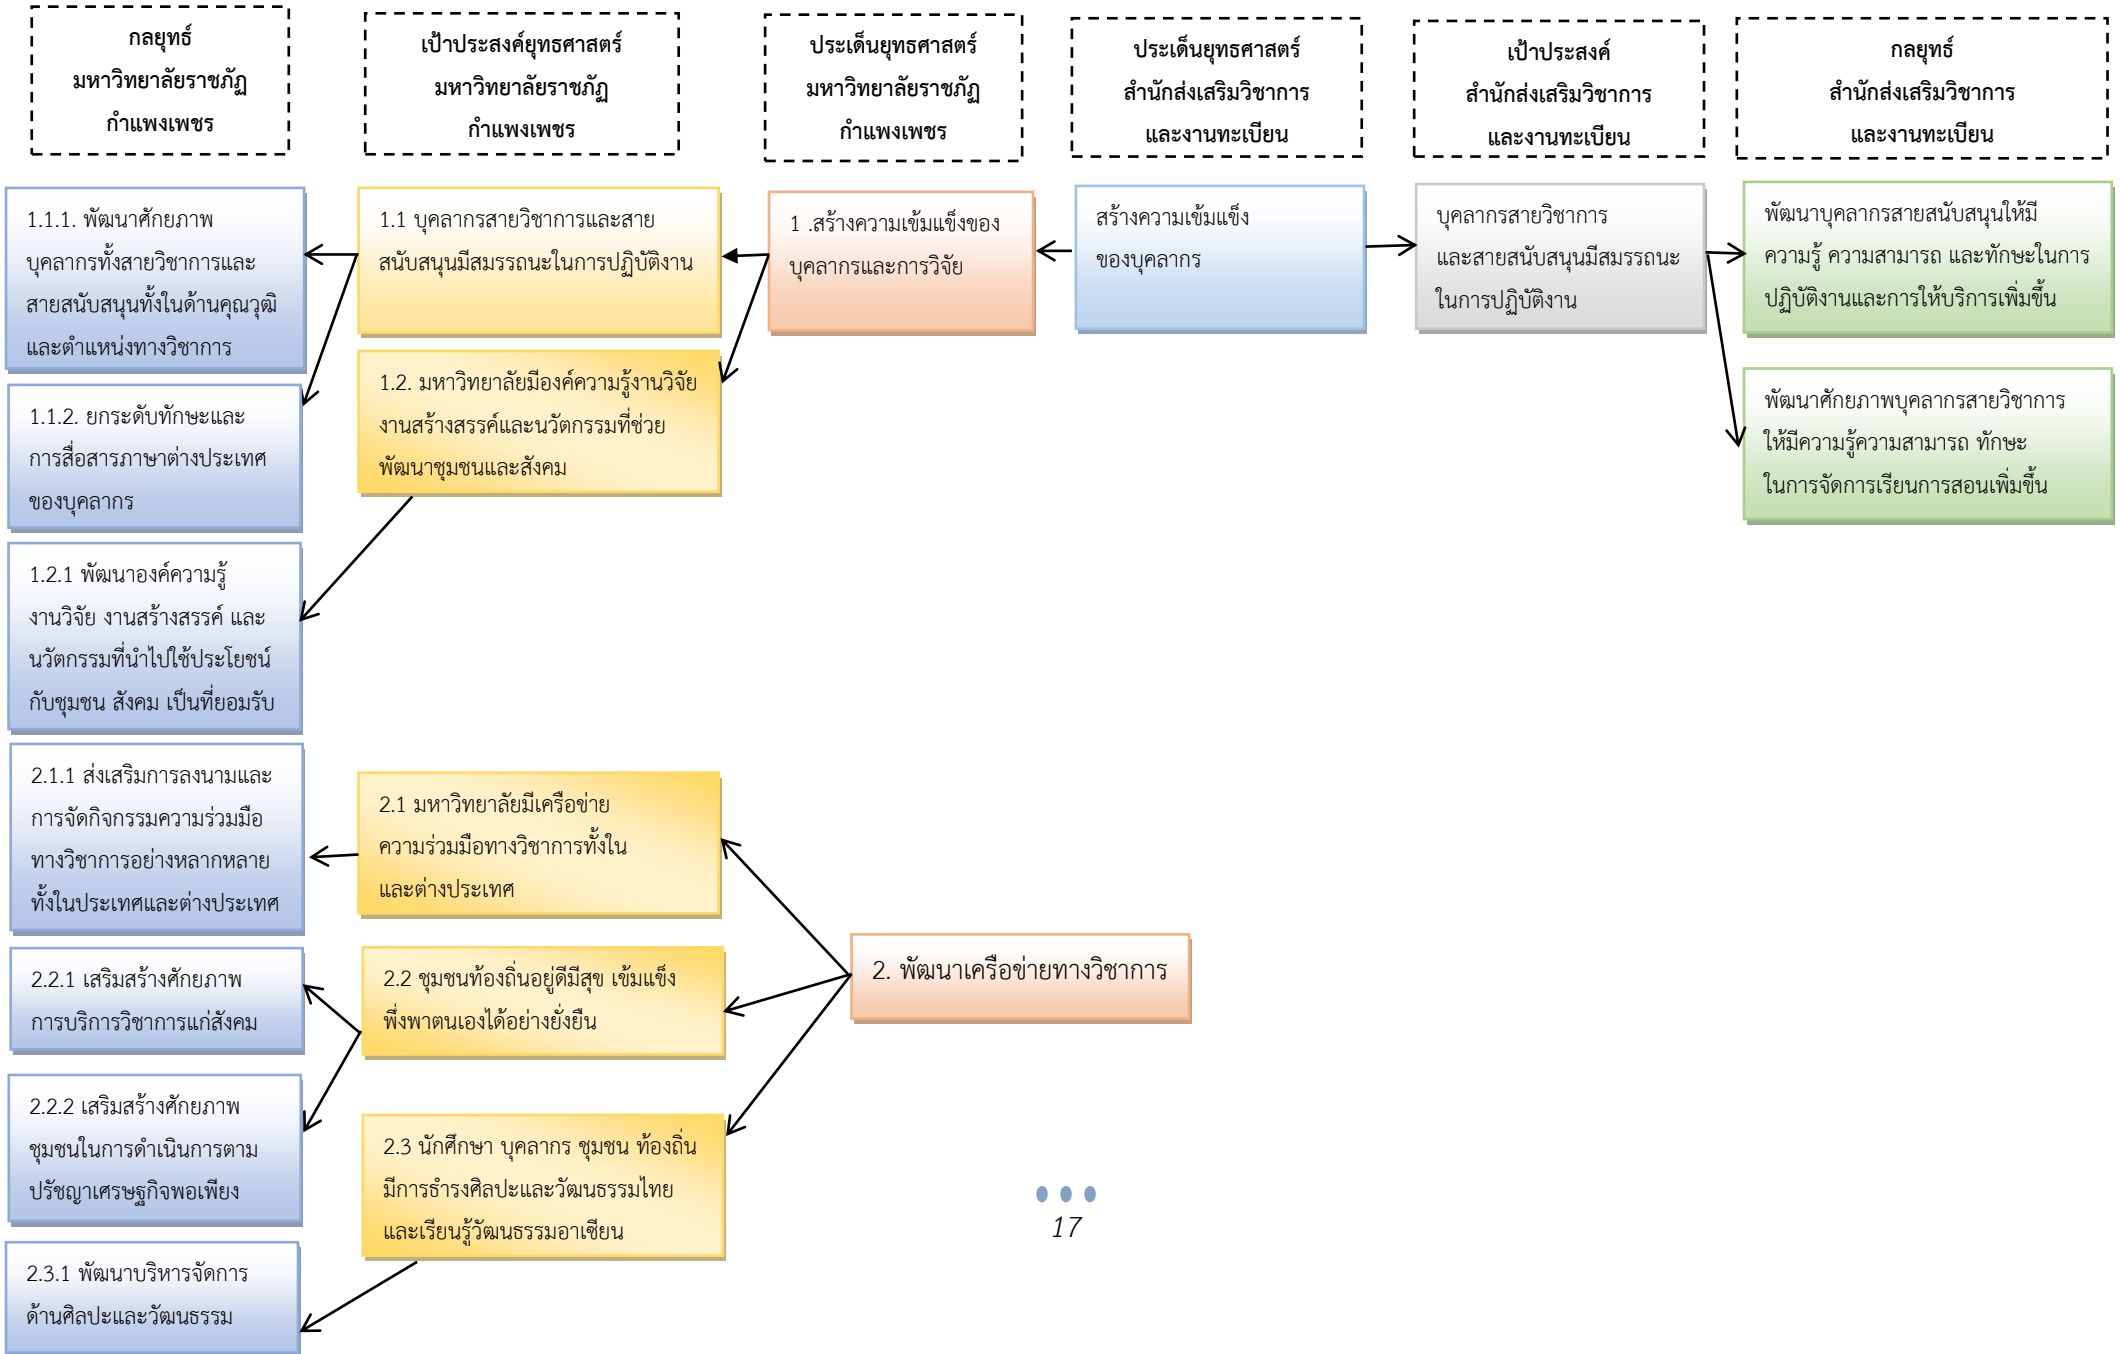 กลยุทธ์
มหาวิทยาลัยราชภัฏ
กำแพงเพชร
เป้าประสงค์ยุทธศาสตร์
มหาวิทยาลัยราชภัฏ
กำแพงเพชร
ประเด็นยุทธศาสตร์
มหาวิทยาลัยราชภัฏ
กำแพงเพชร
ประเด็นยุทธศาสตร์
สำนักส่งเสริมวิชาการ
และงานทะเบียน
เป้าประสงค์
สำนักส่งเสริมวิชาการ
และงานทะเบียน
กลยุทธ์
สำนักส่งเสริมวิชาการ
และงานทะเบียน
1.1.1. พัฒนาศักยภาพ
บุคลากรทั้งสายวิชาการและ
สายสนับสนุนทั้งในด้านคุณวุฒิ
และตำแหน่งทางวิชาการ
1.1 บุคลากรสายวิชาการและสาย
สนับสนุนมีสมรรถนะในการปฏิบัติงาน
1 .สร้างความเข้มแข็งของ
บุคลากรและการวิจัย
สร้างความเข้มแข็ง
ของบุคลากร
บุคลากรสายวิชาการ
และสายสนับสนุนมีสมรรถนะ
ในการปฏิบัติงาน
พัฒนาบุคลากรสายสนับสนุนให้มี
ความรู้ ความสามารถ และทักษะในการ
ปฏิบัติงานและการให้บริการเพิ่มขึ้น
1.1.2. ยกระดับทักษะและ
การสื่อสารภาษาต่างประเทศ
ของบุคลากร
1.2. มหาวิทยาลัยมีองค์ความรู้งานวิจัย
งานสร้างสรรค์และนวัตกรรมที่ช่วย
พัฒนาชุมชนและสังคม
พัฒนาศักยภาพบุคลากรสายวิชาการ
ให้มีความรู้ความสามารถ ทักษะ
ในการจัดการเรียนการสอนเพิ่มขึ้น
1.2.1 พัฒนาองค์ความรู้
งานวิจัย งานสร้างสรรค์ และ
นวัตกรรมที่นำไปใช้ประโยชน์
กับชุมชน สังคม เป็นที่ยอมรับ
2.1.1 ส่งเสริมการลงนามและ
การจัดกิจกรรมความร่วมมือ
ทางวิชาการอย่างหลากหลาย
ทั้งในประเทศและต่างประเทศ
2.1 มหาวิทยาลัยมีเครือข่าย
ความร่วมมือทางวิชาการทั้งใน
และต่างประเทศ
2. พัฒนาเครือข่ายทางวิชาการ
2.2.1 เสริมสร้างศักยภาพ
การบริการวิชาการแก่สังคม
2.2 ชุมชนท้องถิ่นอยู่ดีมีสุข เข้มแข็ง
พึ่งพาตนเองได้อย่างยั่งยืน
2.2.2 เสริมสร้างศักยภาพ
ชุมชนในการดำเนินการตาม
ปรัชญาเศรษฐกิจพอเพียง
2.3 นักศึกษา บุคลากร ชุมชน ท้องถิ่น
มีการธำรงศิลปะและวัฒนธรรมไทย
และเรียนรู้วัฒนธรรมอาเซียน
2.3.1 พัฒนาบริหารจัดการ
ด้านศิลปะและวัฒนธรรม
17